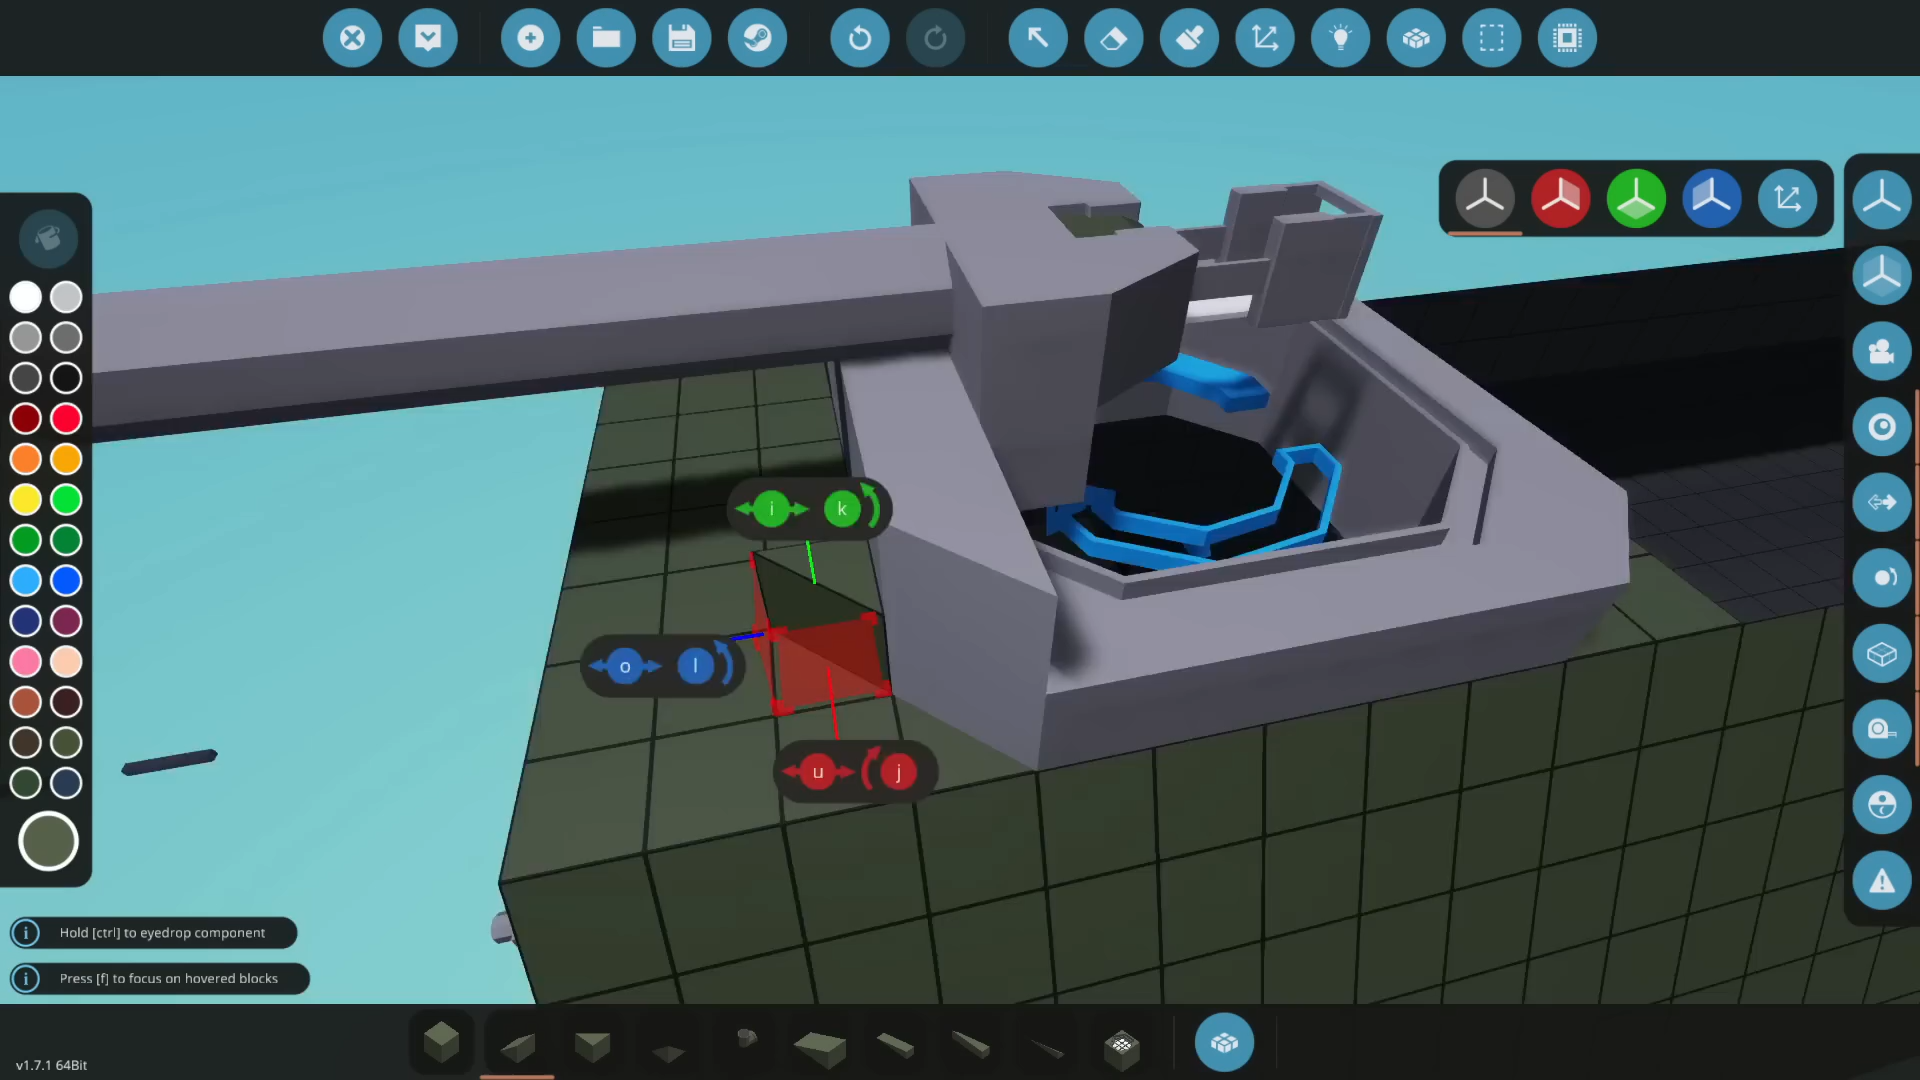 i k
o l
u j
Hold [ctrl] to eyedrop component
Press [f] to focus on hovered blocks
v1.7.1 64Bit